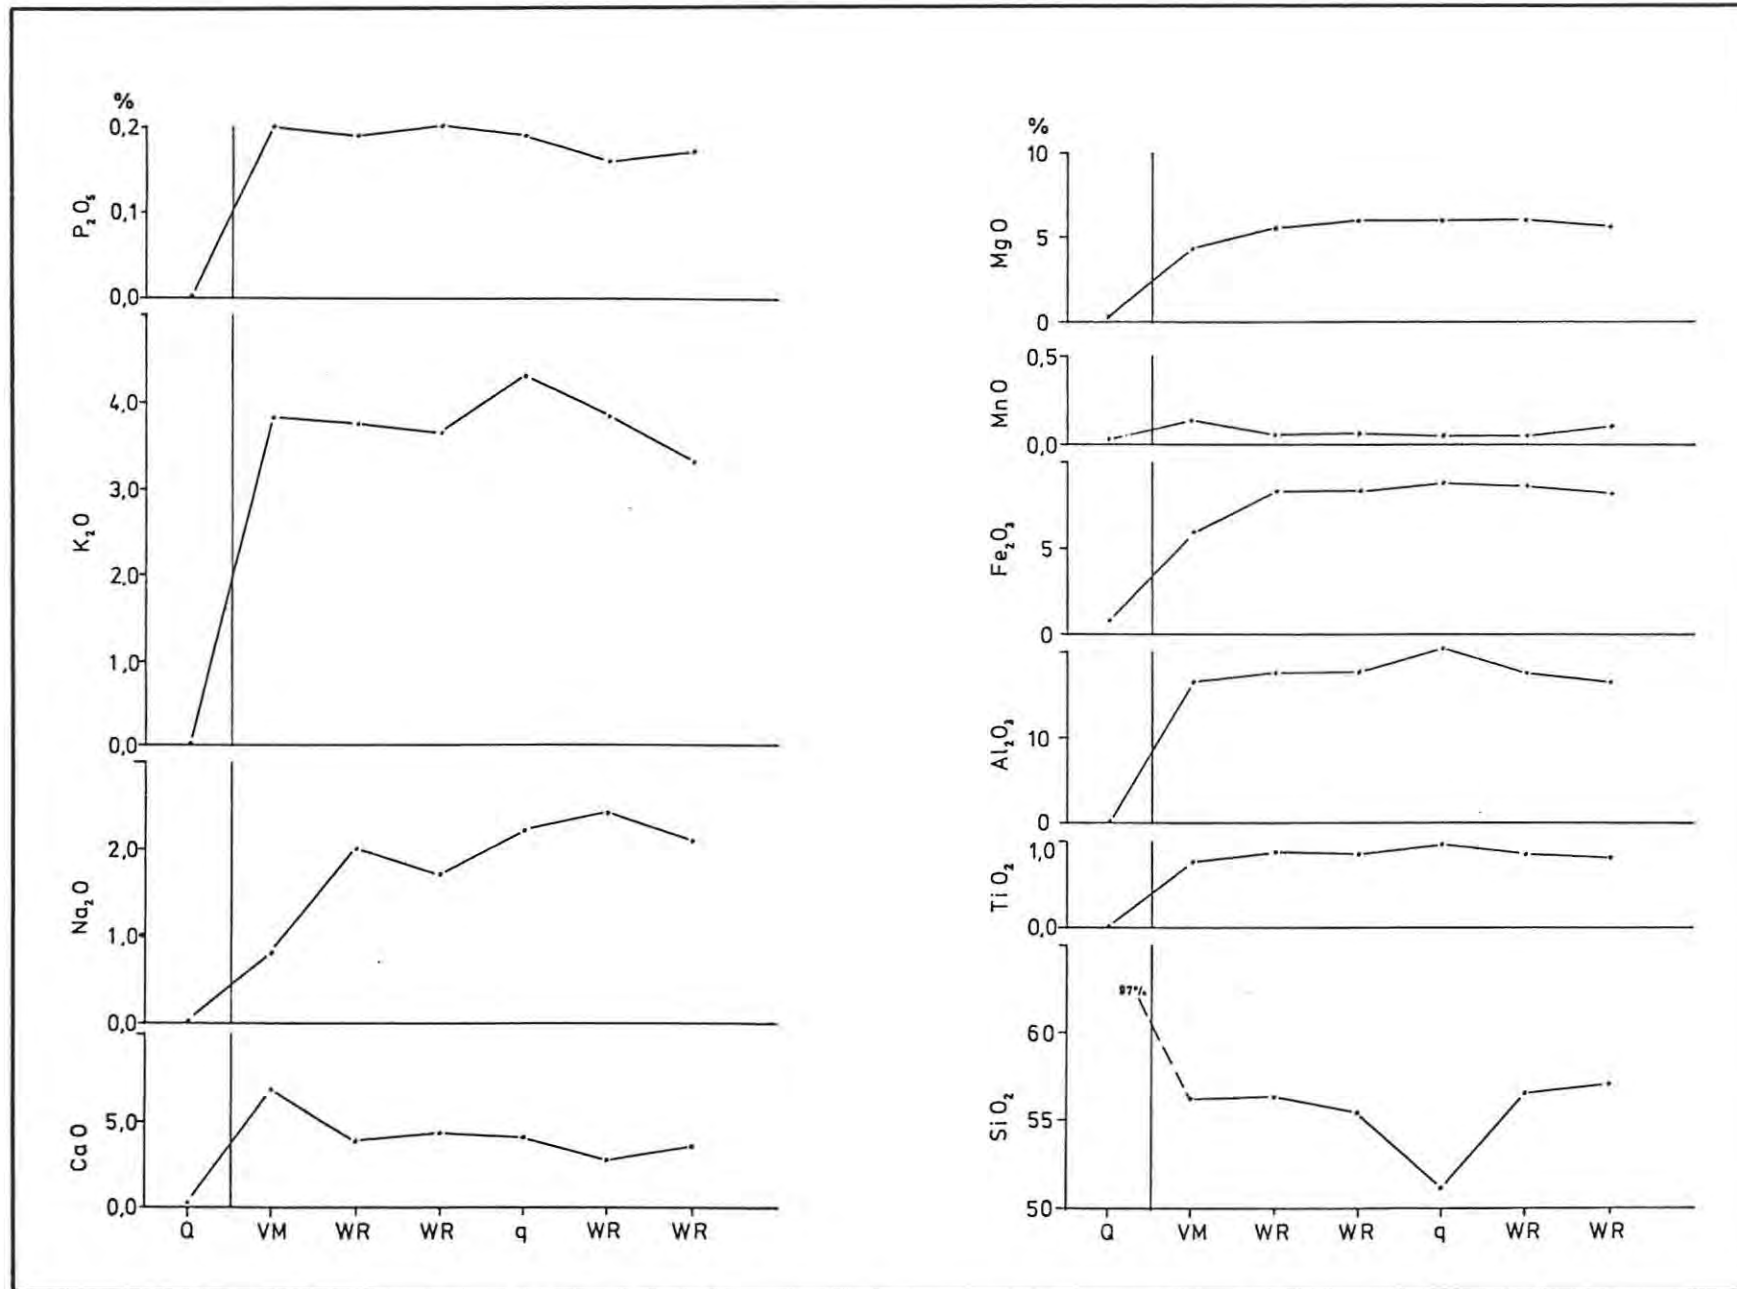 %
0,2
0,1
0,0
P₂O₅
4,0
3,0
2,0
1,0
0,0
K₂O
2,0
1,0
0,0
Na₂O
5,0
0,0
CaO
Q VM WR WR q WR WR
%
10
5
0
MgO
0,5
0,0
MnO
5
0
Fe₂O₃
10
0
Al₂O₃
1,0
0,0
TiO₂
97%
60
55
50
SiO₂
Q VM WR WR q WR WR